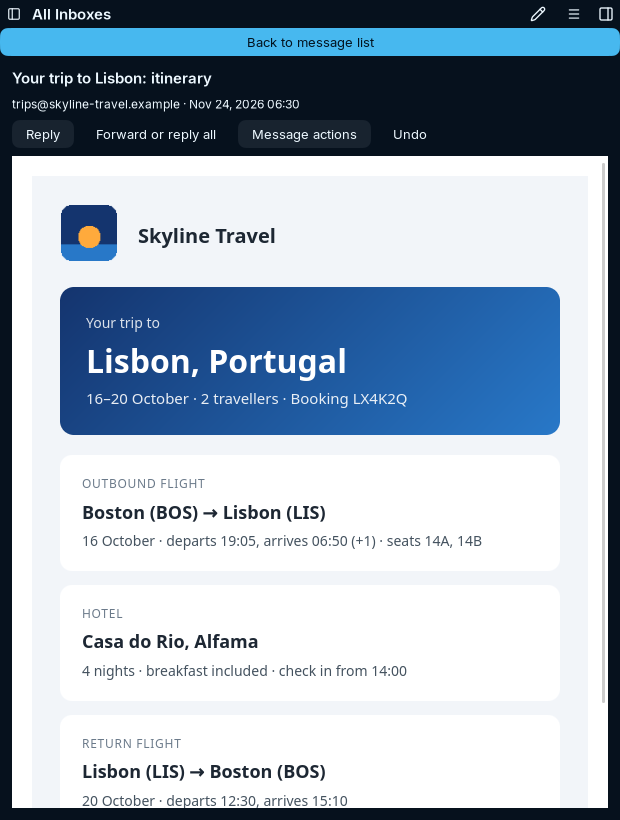 All Inboxes
Back to message list
Your trip to Lisbon: itinerary
trips@skyline-travel.example · Nov 24, 2026 06:30
Reply
Forward or reply all
Message actions
Undo
Skyline Travel
Your trip to
Lisbon, Portugal
16–20 October · 2 travellers · Booking LX4K2Q
OUTBOUND FLIGHT
Boston (BOS) → Lisbon (LIS)
16 October · departs 19:05, arrives 06:50 (+1) · seats 14A, 14B
HOTEL
Casa do Rio, Alfama
4 nights · breakfast included · check in from 14:00
RETURN FLIGHT
Lisbon (LIS) → Boston (BOS)
20 October · departs 12:30, arrives 15:10